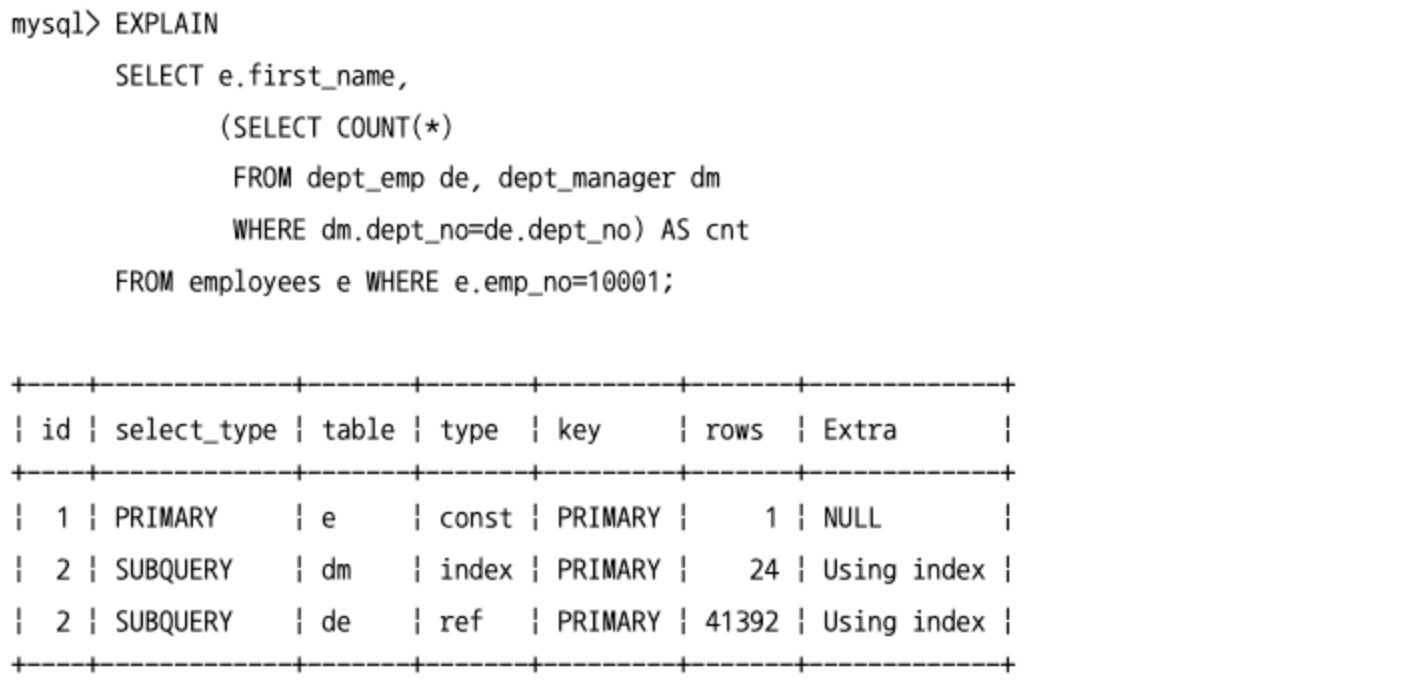 mysql> EXPLAIN
       SELECT e.first_name,
              (SELECT COUNT(*)
               FROM dept_emp de, dept_manager dm
               WHERE dm.dept_no=de.dept_no) AS cnt
       FROM employees e WHERE e.emp_no=10001;

+----+-------------+-------+-------+---------+-------+-------------+
| id | select_type | table | type  | key     | rows  | Extra       |
+----+-------------+-------+-------+---------+-------+-------------+
|  1 | PRIMARY     | e     | const | PRIMARY |     1 | NULL        |
|  2 | SUBQUERY    | dm    | index | PRIMARY |    24 | Using index |
|  2 | SUBQUERY    | de    | ref   | PRIMARY | 41392 | Using index |
+----+-------------+-------+-------+---------+-------+-------------+